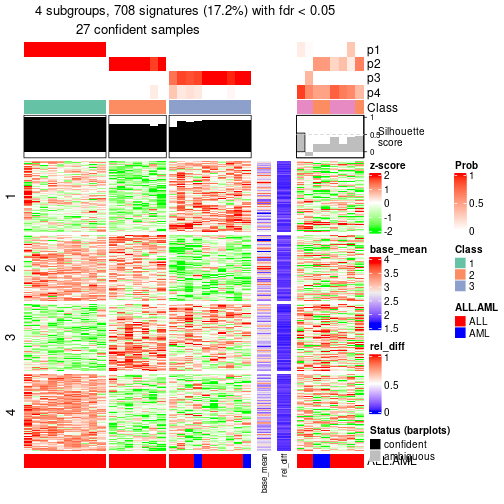 4 subgroups, 708 signatures (17.2%) with fdr < 0.05
27 confident samples
p1
p2
p3
p4
Class
1
0.5
0
Silhouette
score
1
2
3
4
z-score
2
1
0
-1
-2
Prob
1
0.5
0
base_mean
4
3.5
3
2.5
2
1.5
Class
1
2
3
ALL.AML
ALL
AML
rel_diff
1
0.5
0
Status (barplots)
confident
ambiguous
ALL.AML
base_mean
rel_diff